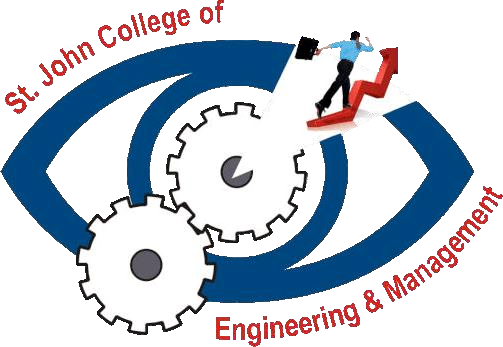 St. John College of
Engineering & Management